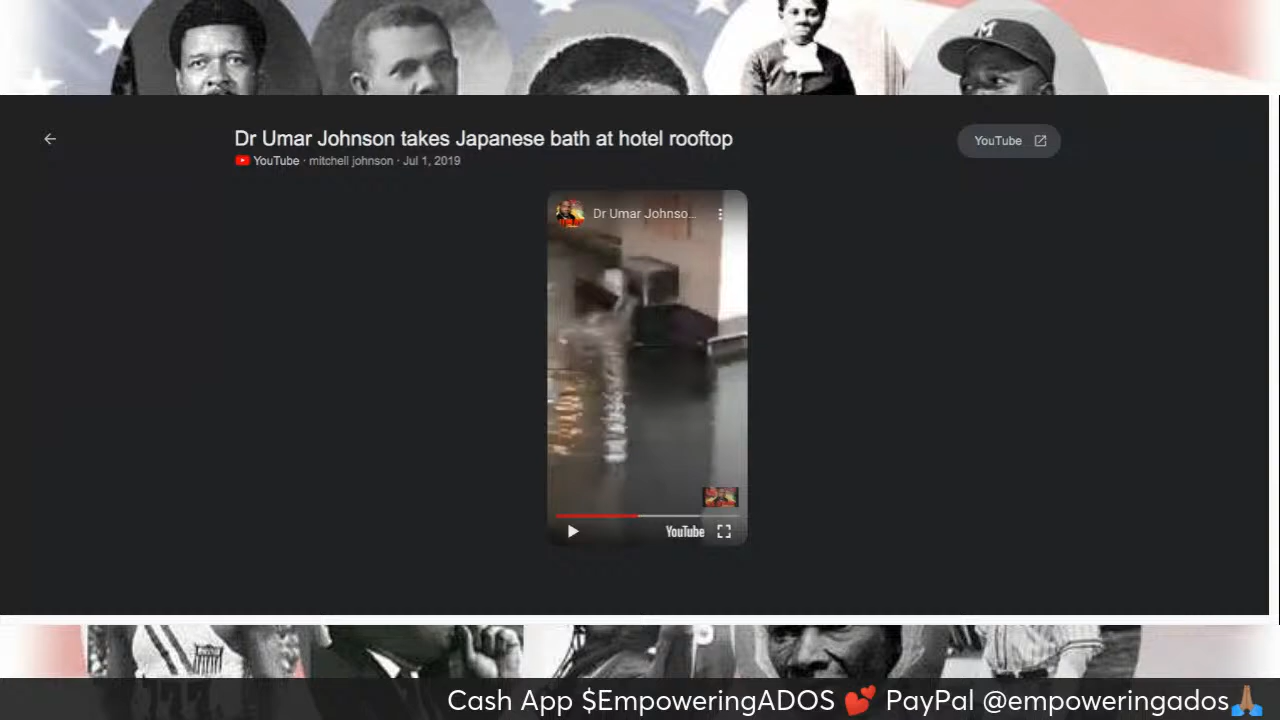 Dr Umar Johnson takes Japanese bath at hotel rooftop
YouTube · mitchell johnson · Jul 1, 2019
YouTube
Dr Umar Johnso...
YouTube
Cash App $EmpoweringADOS 💕 PayPal @empoweringados🙏🏽